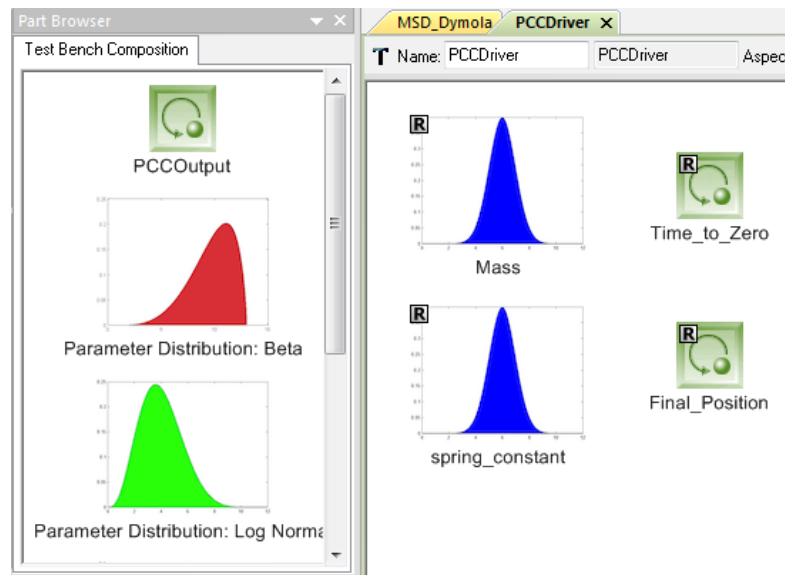 Part Browser
Test Bench Composition
PCCOutput
Parameter Distribution: Beta
Parameter Distribution: Log Norma
MSD_Dymola
PCCDriver
Name: PCCDriver PCCDriver Aspec
R
Mass
R
Time_to_Zero
R
spring_constant
R
Final_Position